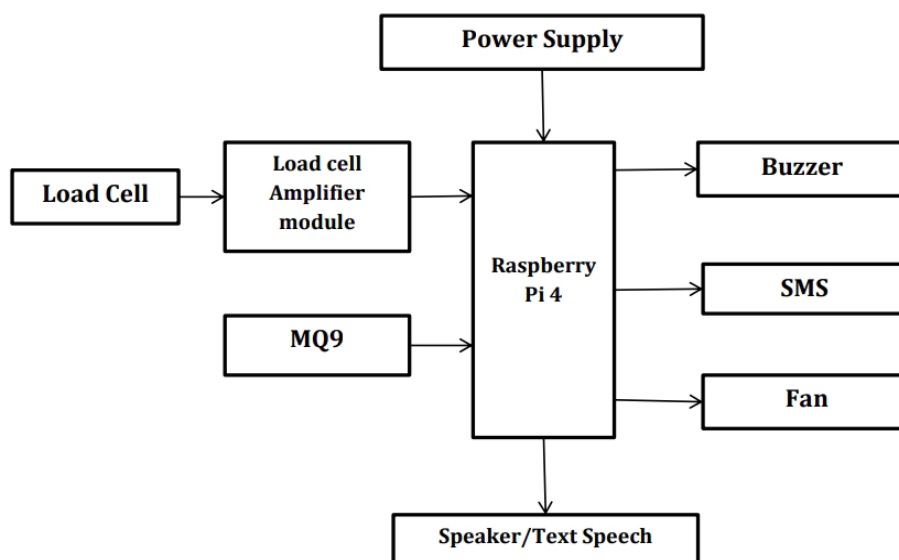 Power Supply
Load Cell
Load cell
Amplifier
module
MQ9
Raspberry
Pi 4
Buzzer
SMS
Fan
Speaker/Text Speech